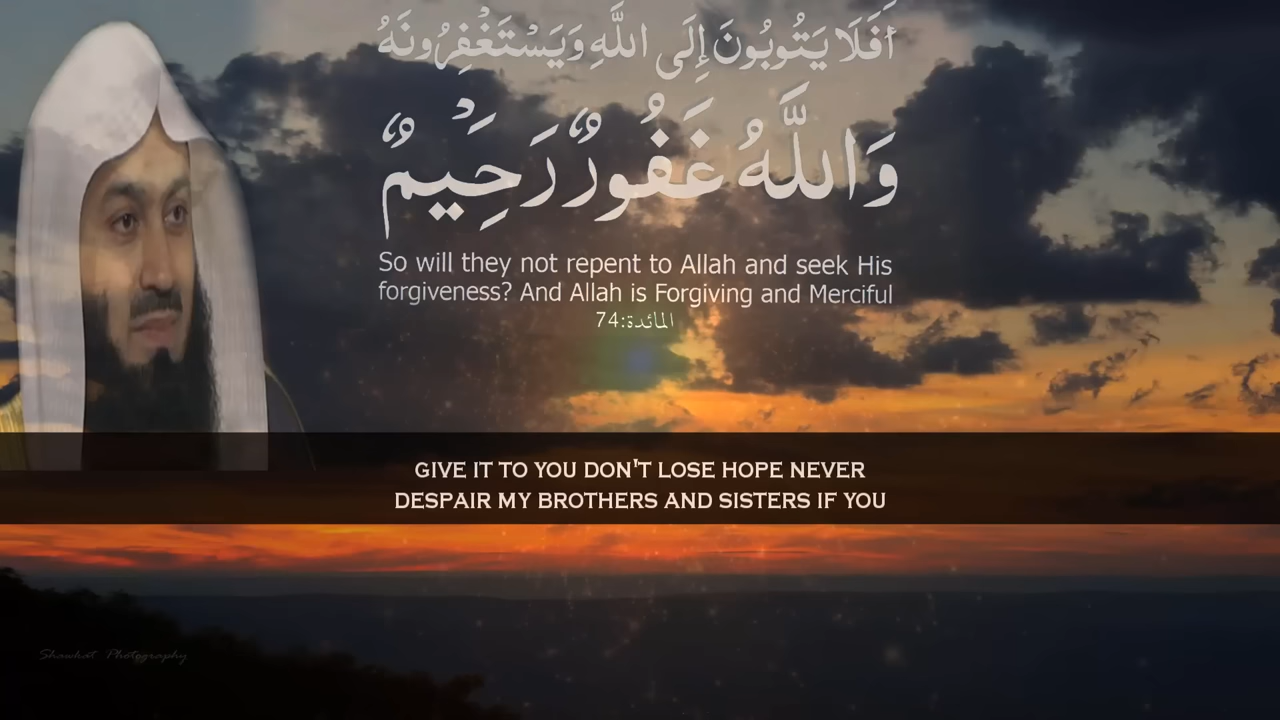 أَفَلَا يَتُوبُونَ إِلَى اللَّهِ وَيَسْتَغْفِرُونَهُ
وَاللَّهُ غَفُورٌ رَحِيمٌ
So will they not repent to Allah and seek His
forgiveness? And Allah is Forgiving and Merciful
المائدة:74
GIVE IT TO YOU DON'T LOSE HOPE NEVER
DESPAIR MY BROTHERS AND SISTERS IF YOU
Shawkat Photography